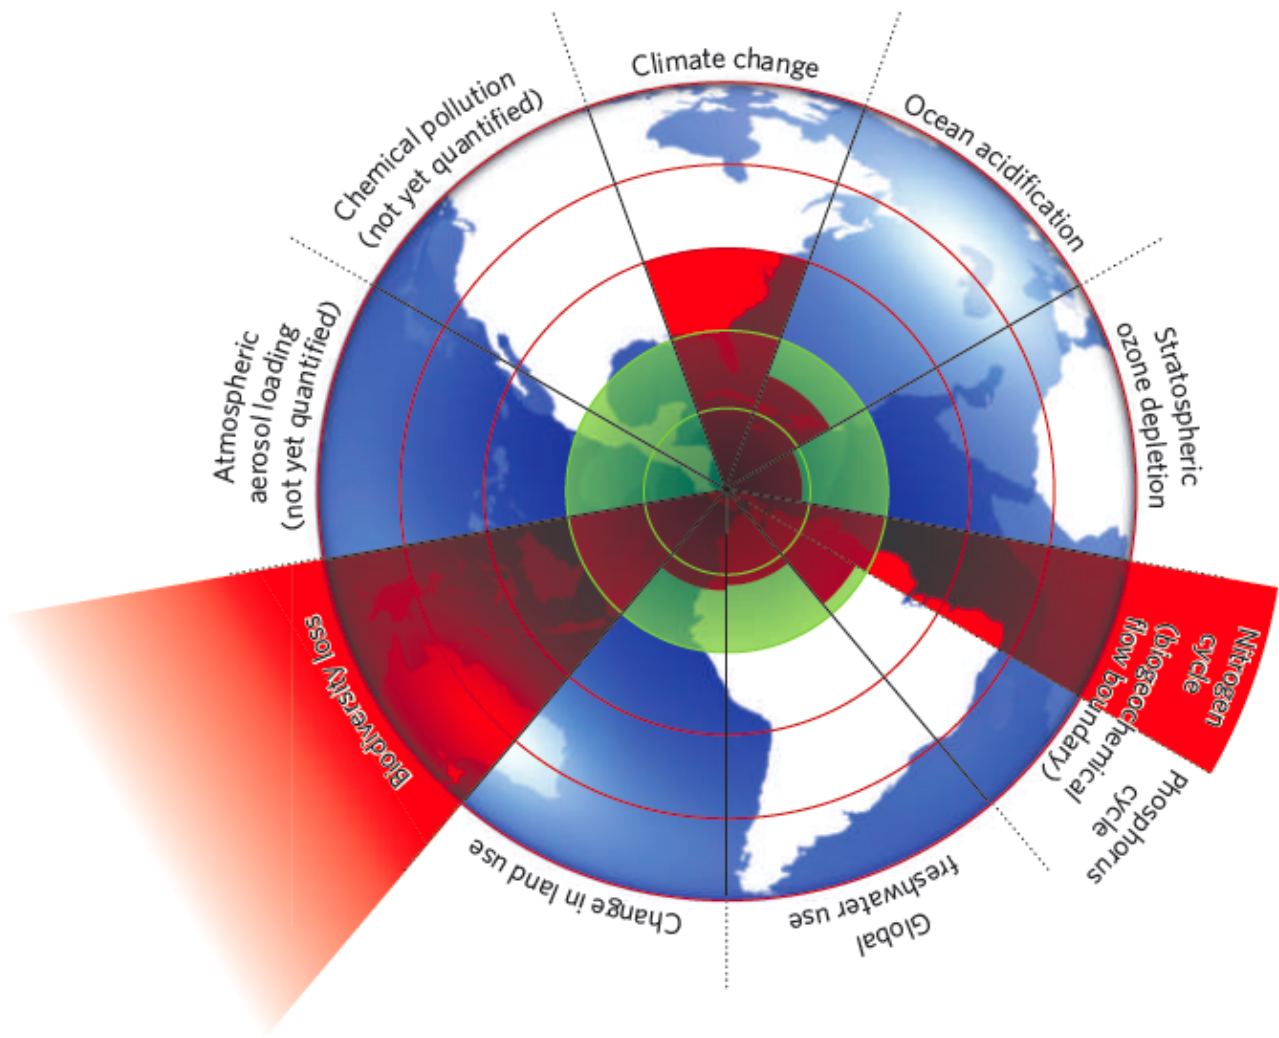 Climate change
Ocean acidification
Stratospheric
ozone depletion
Nitrogen
cycle
(biogeochemical
flow boundary)
Phosphorus
cycle
Global
freshwater use
Change in land use
Biodiversity loss
Atmospheric
aerosol loading
(not yet quantified)
Chemical pollution
(not yet quantified)